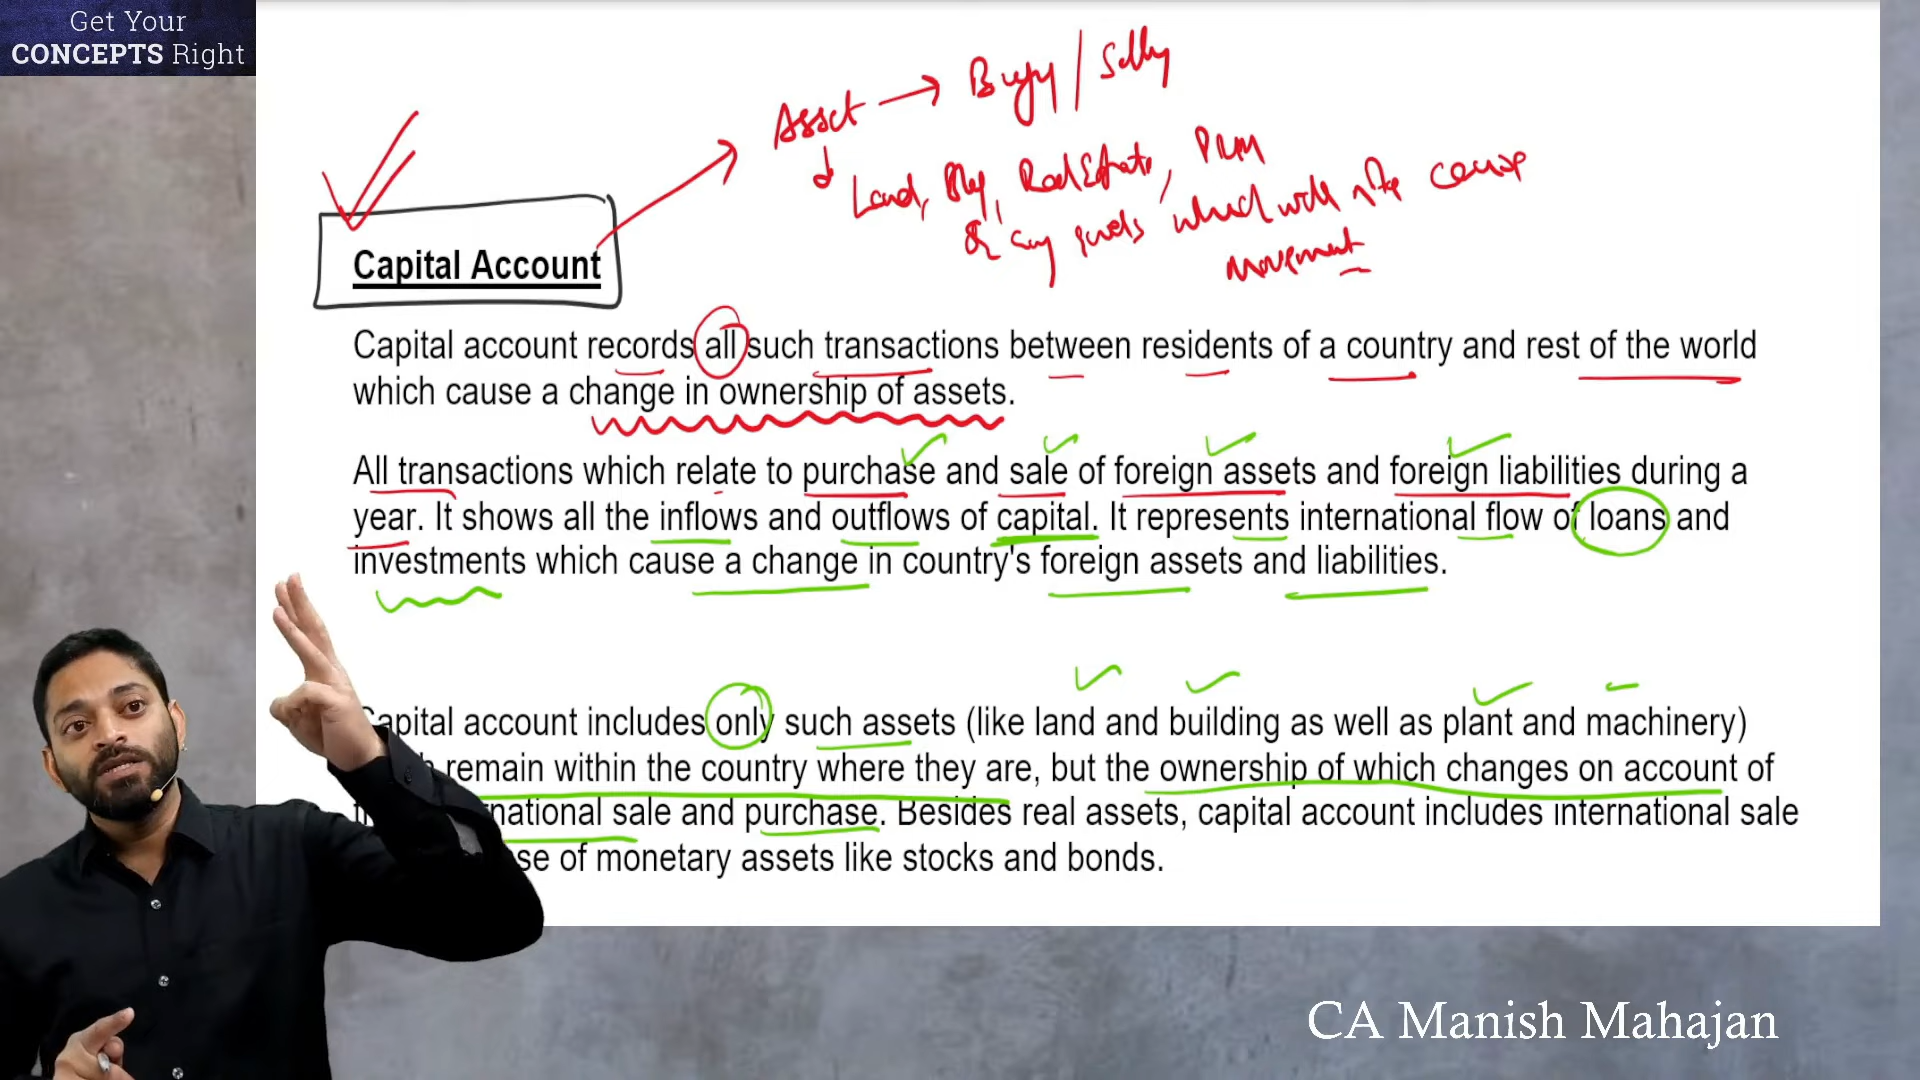 Get Your
CONCEPTS Right
Asset → Buy / Selly
Land, Bldg, Real Estate, P&M
& any goods which will not cause
movement
Capital Account
Capital account records all such transactions between residents of a country and rest of the world
which cause a change in ownership of assets.
All transactions which relate to purchase and sale of foreign assets and foreign liabilities during a
year. It shows all the inflows and outflows of capital. It represents international flow of loans and
investments which cause a change in country's foreign assets and liabilities.
Capital account includes only such assets (like land and building as well as plant and machinery)
remain within the country where they are, but the ownership of which changes on account of
national sale and purchase. Besides real assets, capital account includes international sale
of monetary assets like stocks and bonds.
CA Manish Mahajan